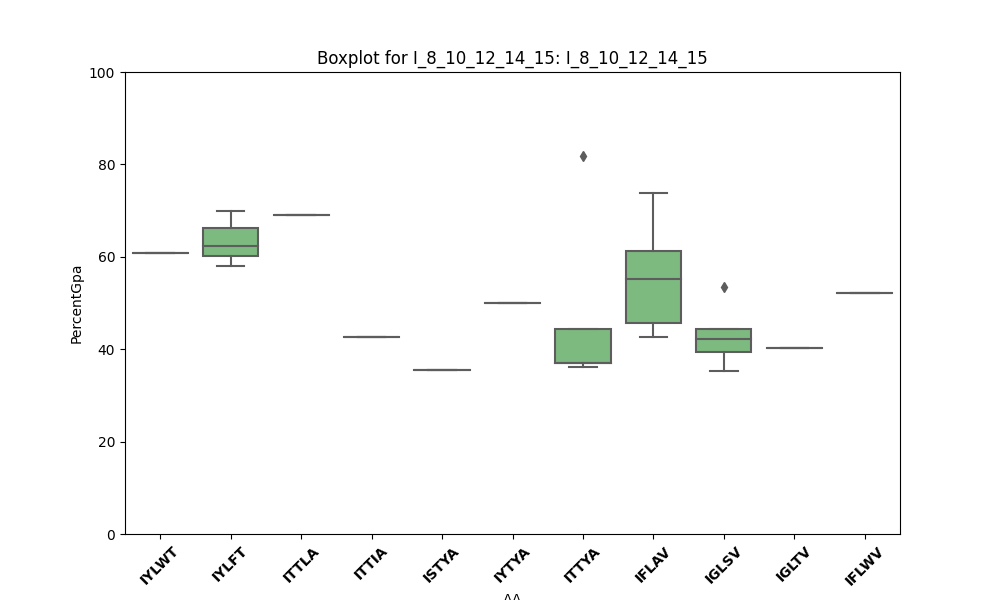 Boxplot for I_8_10_12_14_15: I_8_10_12_14_15
100
80
60
40
20
0
PercentGpa
IYLWT
IYLFT
ITTLA
ITTIA
ISTYA
IYTYA
ITTYA
IFLAV
IGLSV
IGLTV
IFLWV
AA